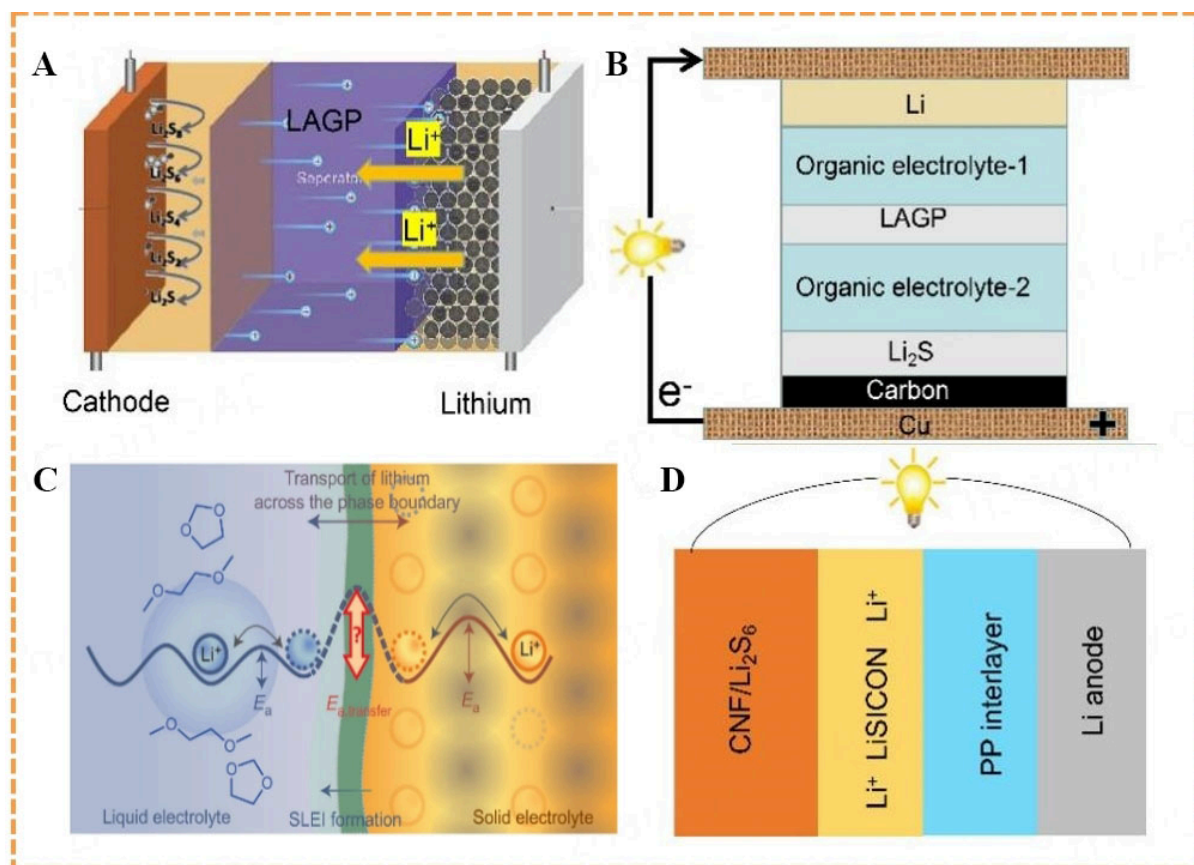 A
LAGP
Li⁺
Seperator
Li⁺
Li₂S₈
Li₂S₆
Li₂S₄
Li₂S₂
Li₂S
Cathode
Lithium
B
Li
Organic electrolyte-1
LAGP
Organic electrolyte-2
Li₂S
Carbon
Cu
+
e⁻
C
Transport of lithium
across the phase boundary
O
O
O
O
Li⁺
?
Li⁺
Eₐ
Eₐ,transfer
Eₐ
O
O
O
O
Liquid electrolyte
SLEI formation
Solid electrolyte
D
CNF/Li₂S₆
Li⁺ LiSICON Li⁺
PP interlayer
Li anode